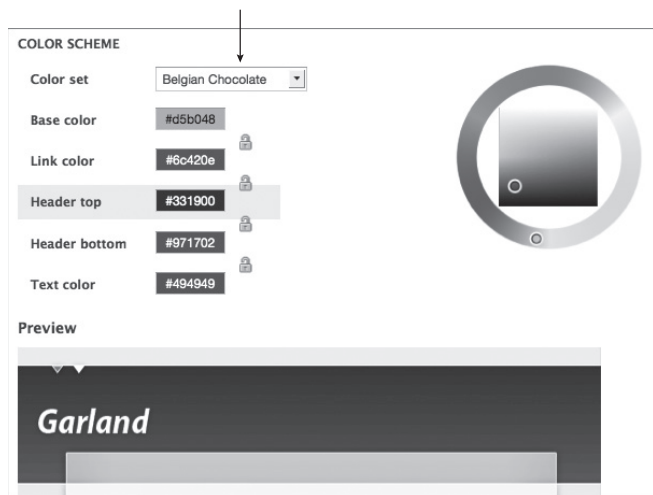 COLOR SCHEME
Color set Belgian Chocolate
Base color #d5b048
Link color #6c420e
Header top #331900
Header bottom #971702
Text color #494949
Preview
Garland